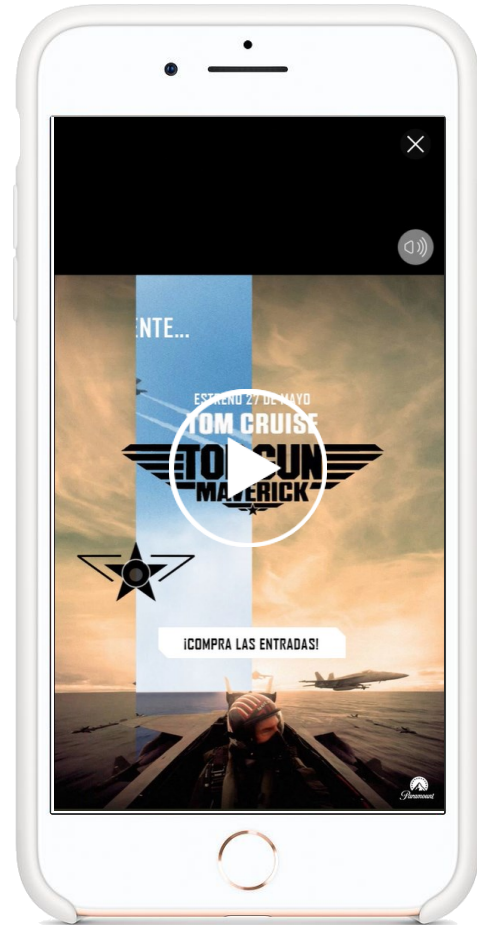 ENTE...
ESTRENO 27 DE MAYO
TOM CRUISE
TOP GUN
MAVERICK
¡COMPRA LAS ENTRADAS!
Paramount